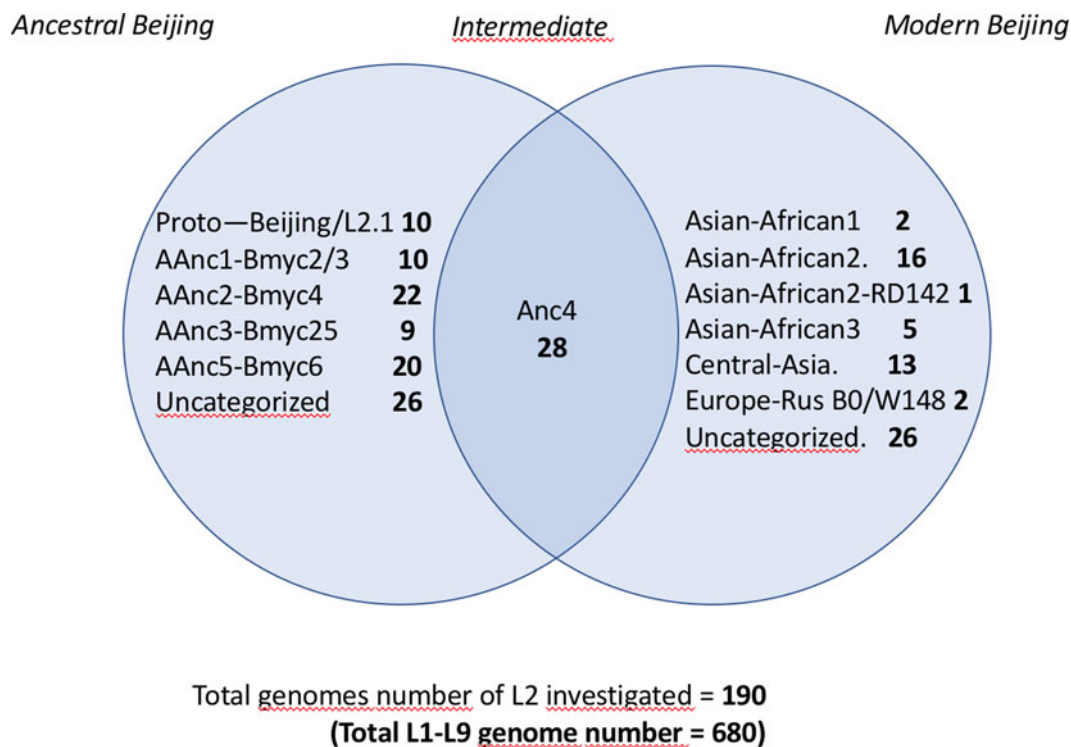 Ancestral Beijing
Intermediate
Modern Beijing
Proto—Beijing/L2.1 10
AAnc1-Bmyc2/3 10
AAnc2-Bmyc4 22
AAnc3-Bmyc25 9
AAnc5-Bmyc6 20
Uncategorized 26
Anc4
28
Asian-African1 2
Asian-African2. 16
Asian-African2-RD142 1
Asian-African3 5
Central-Asia. 13
Europe-Rus B0/W148 2
Uncategorized. 26
Total genomes number of L2 investigated = 190
(Total L1-L9 genome number = 680)